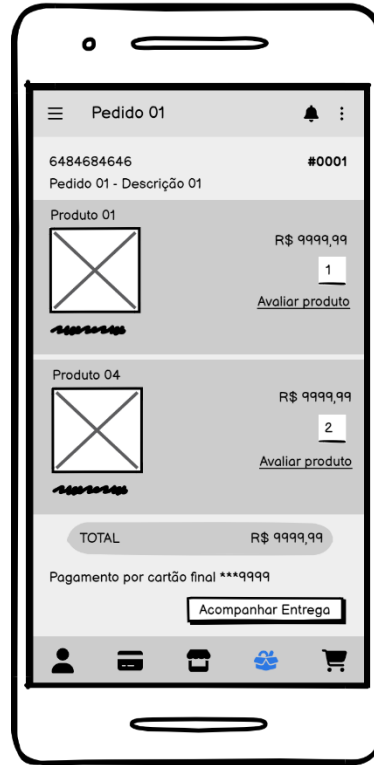 Pedido 01
6484684646 #0001
Pedido 01 - Descrição 01
Produto 01
R$ 9999,99
1
Avaliar produto
Produto 04
R$ 9999,99
2
Avaliar produto
TOTAL R$ 9999,99
Pagamento por cartão final ***9999
Acompanhar Entrega